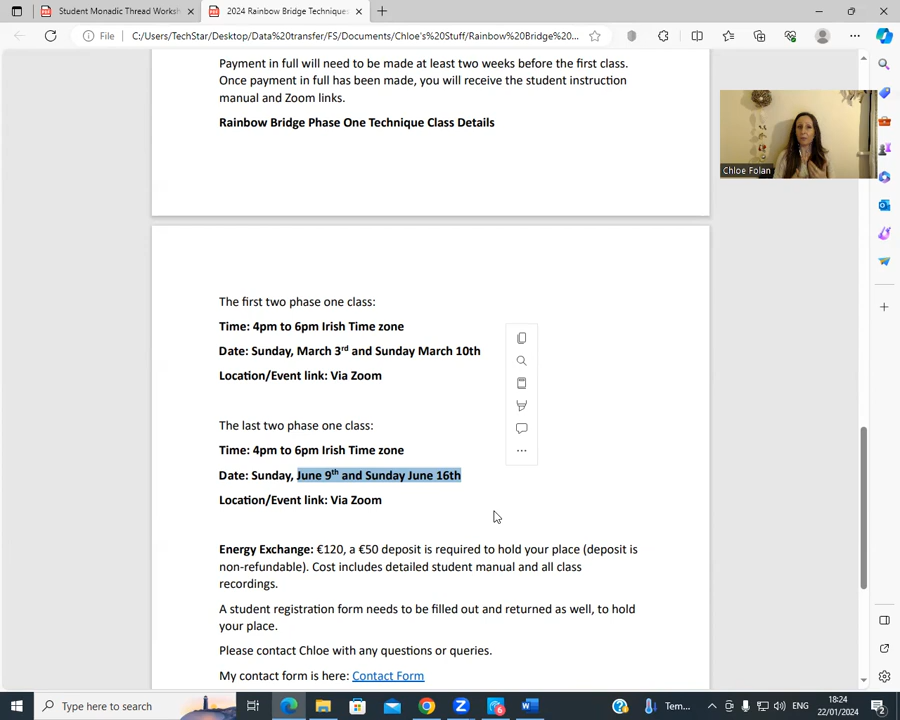 Student Monadic Thread Worksh
2024 Rainbow Bridge Techniques
File
C:/Users/TechStar/Desktop/Data%20transfer/FS/Documents/Chloe's%20Stuff/Rainbow%20Bridge%20...
Payment in full will need to be made at least two weeks before the first class.
Once payment in full has been made, you will receive the student instruction
manual and Zoom links.
Rainbow Bridge Phase One Technique Class Details
Chloe Folan
The first two phase one class:
Time: 4pm to 6pm Irish Time zone
Date: Sunday, March 3rd and Sunday March 10th
Location/Event link: Via Zoom
The last two phase one class:
Time: 4pm to 6pm Irish Time zone
Date: Sunday, June 9th and Sunday June 16th
Location/Event link: Via Zoom
Energy Exchange: €120, a €50 deposit is required to hold your place (deposit is
non-refundable). Cost includes detailed student manual and all class
recordings.
A student registration form needs to be filled out and returned as well, to hold
your place.
Please contact Chloe with any questions or queries.
My contact form is here: Contact Form
Type here to search
6
Tem...
ENG
18:24
22/01/2024
2